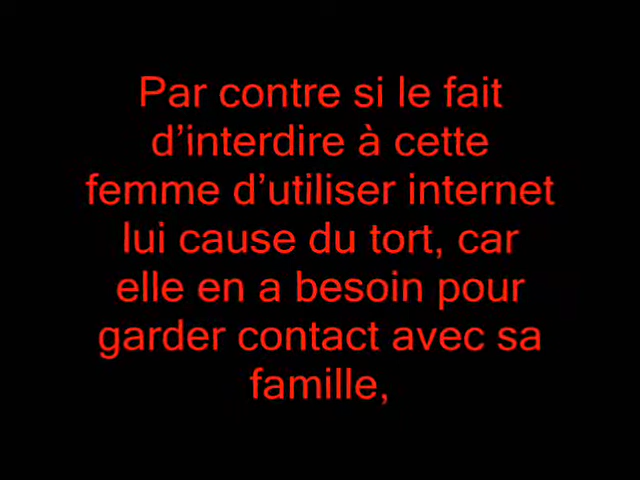 Par contre si le fait
d’interdire à cette
femme d’utiliser internet
lui cause du tort, car
elle en a besoin pour
garder contact avec sa
famille,